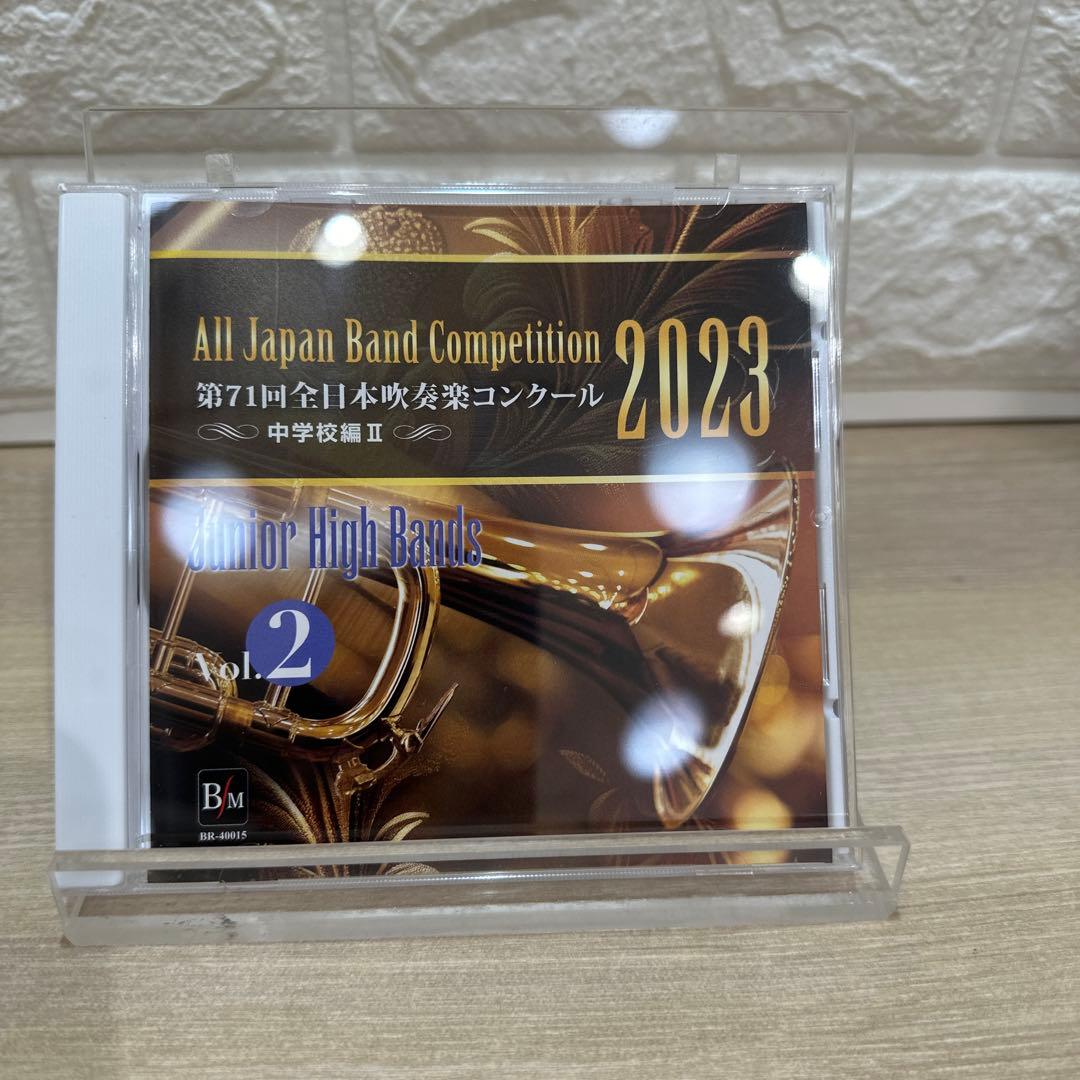 All Japan Band Competition 2023
第71回全日本吹奏楽コンクール
中学校編Ⅱ
Junior High Bands
Vol.2
BfM
BR-40015